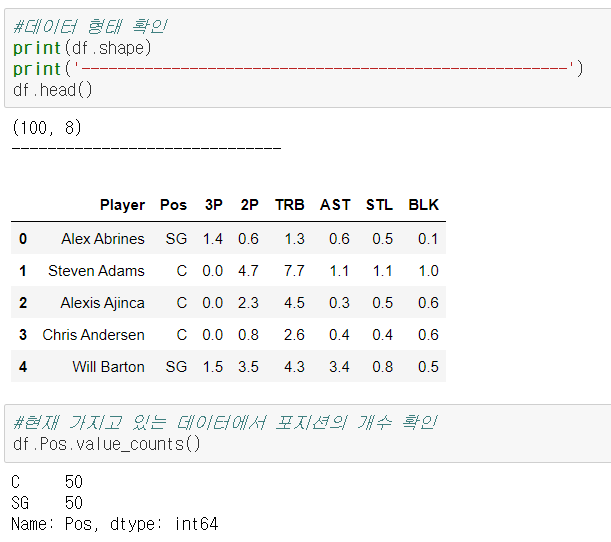 #데이터 형태 확인
print(df.shape)
print('------------------------------------------------------')
df.head()
(100, 8)
------------------------------
Player Pos 3P 2P TRB AST STL BLK
0 Alex Abrines SG 1.4 0.6 1.3 0.6 0.5 0.1
1 Steven Adams C 0.0 4.7 7.7 1.1 1.1 1.0
2 Alexis Ajinca C 0.0 2.3 4.5 0.3 0.5 0.6
3 Chris Andersen C 0.0 0.8 2.6 0.4 0.4 0.6
4 Will Barton SG 1.5 3.5 4.3 3.4 0.8 0.5
#현재 가지고 있는 데이터에서 포지션의 개수 확인
df.Pos.value_counts()
C 50
SG 50
Name: Pos, dtype: int64